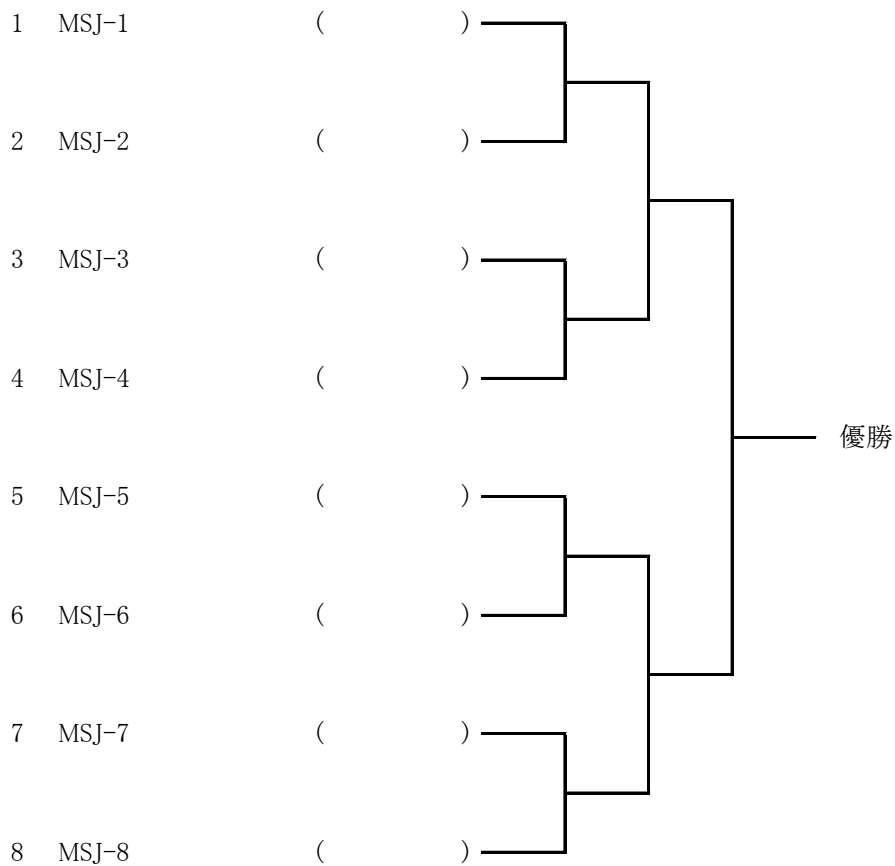 1 MSJ-1 ( )
2 MSJ-2 ( )
3 MSJ-3 ( )
4 MSJ-4 ( )
優勝
5 MSJ-5 ( )
6 MSJ-6 ( )
7 MSJ-7 ( )
8 MSJ-8 ( )